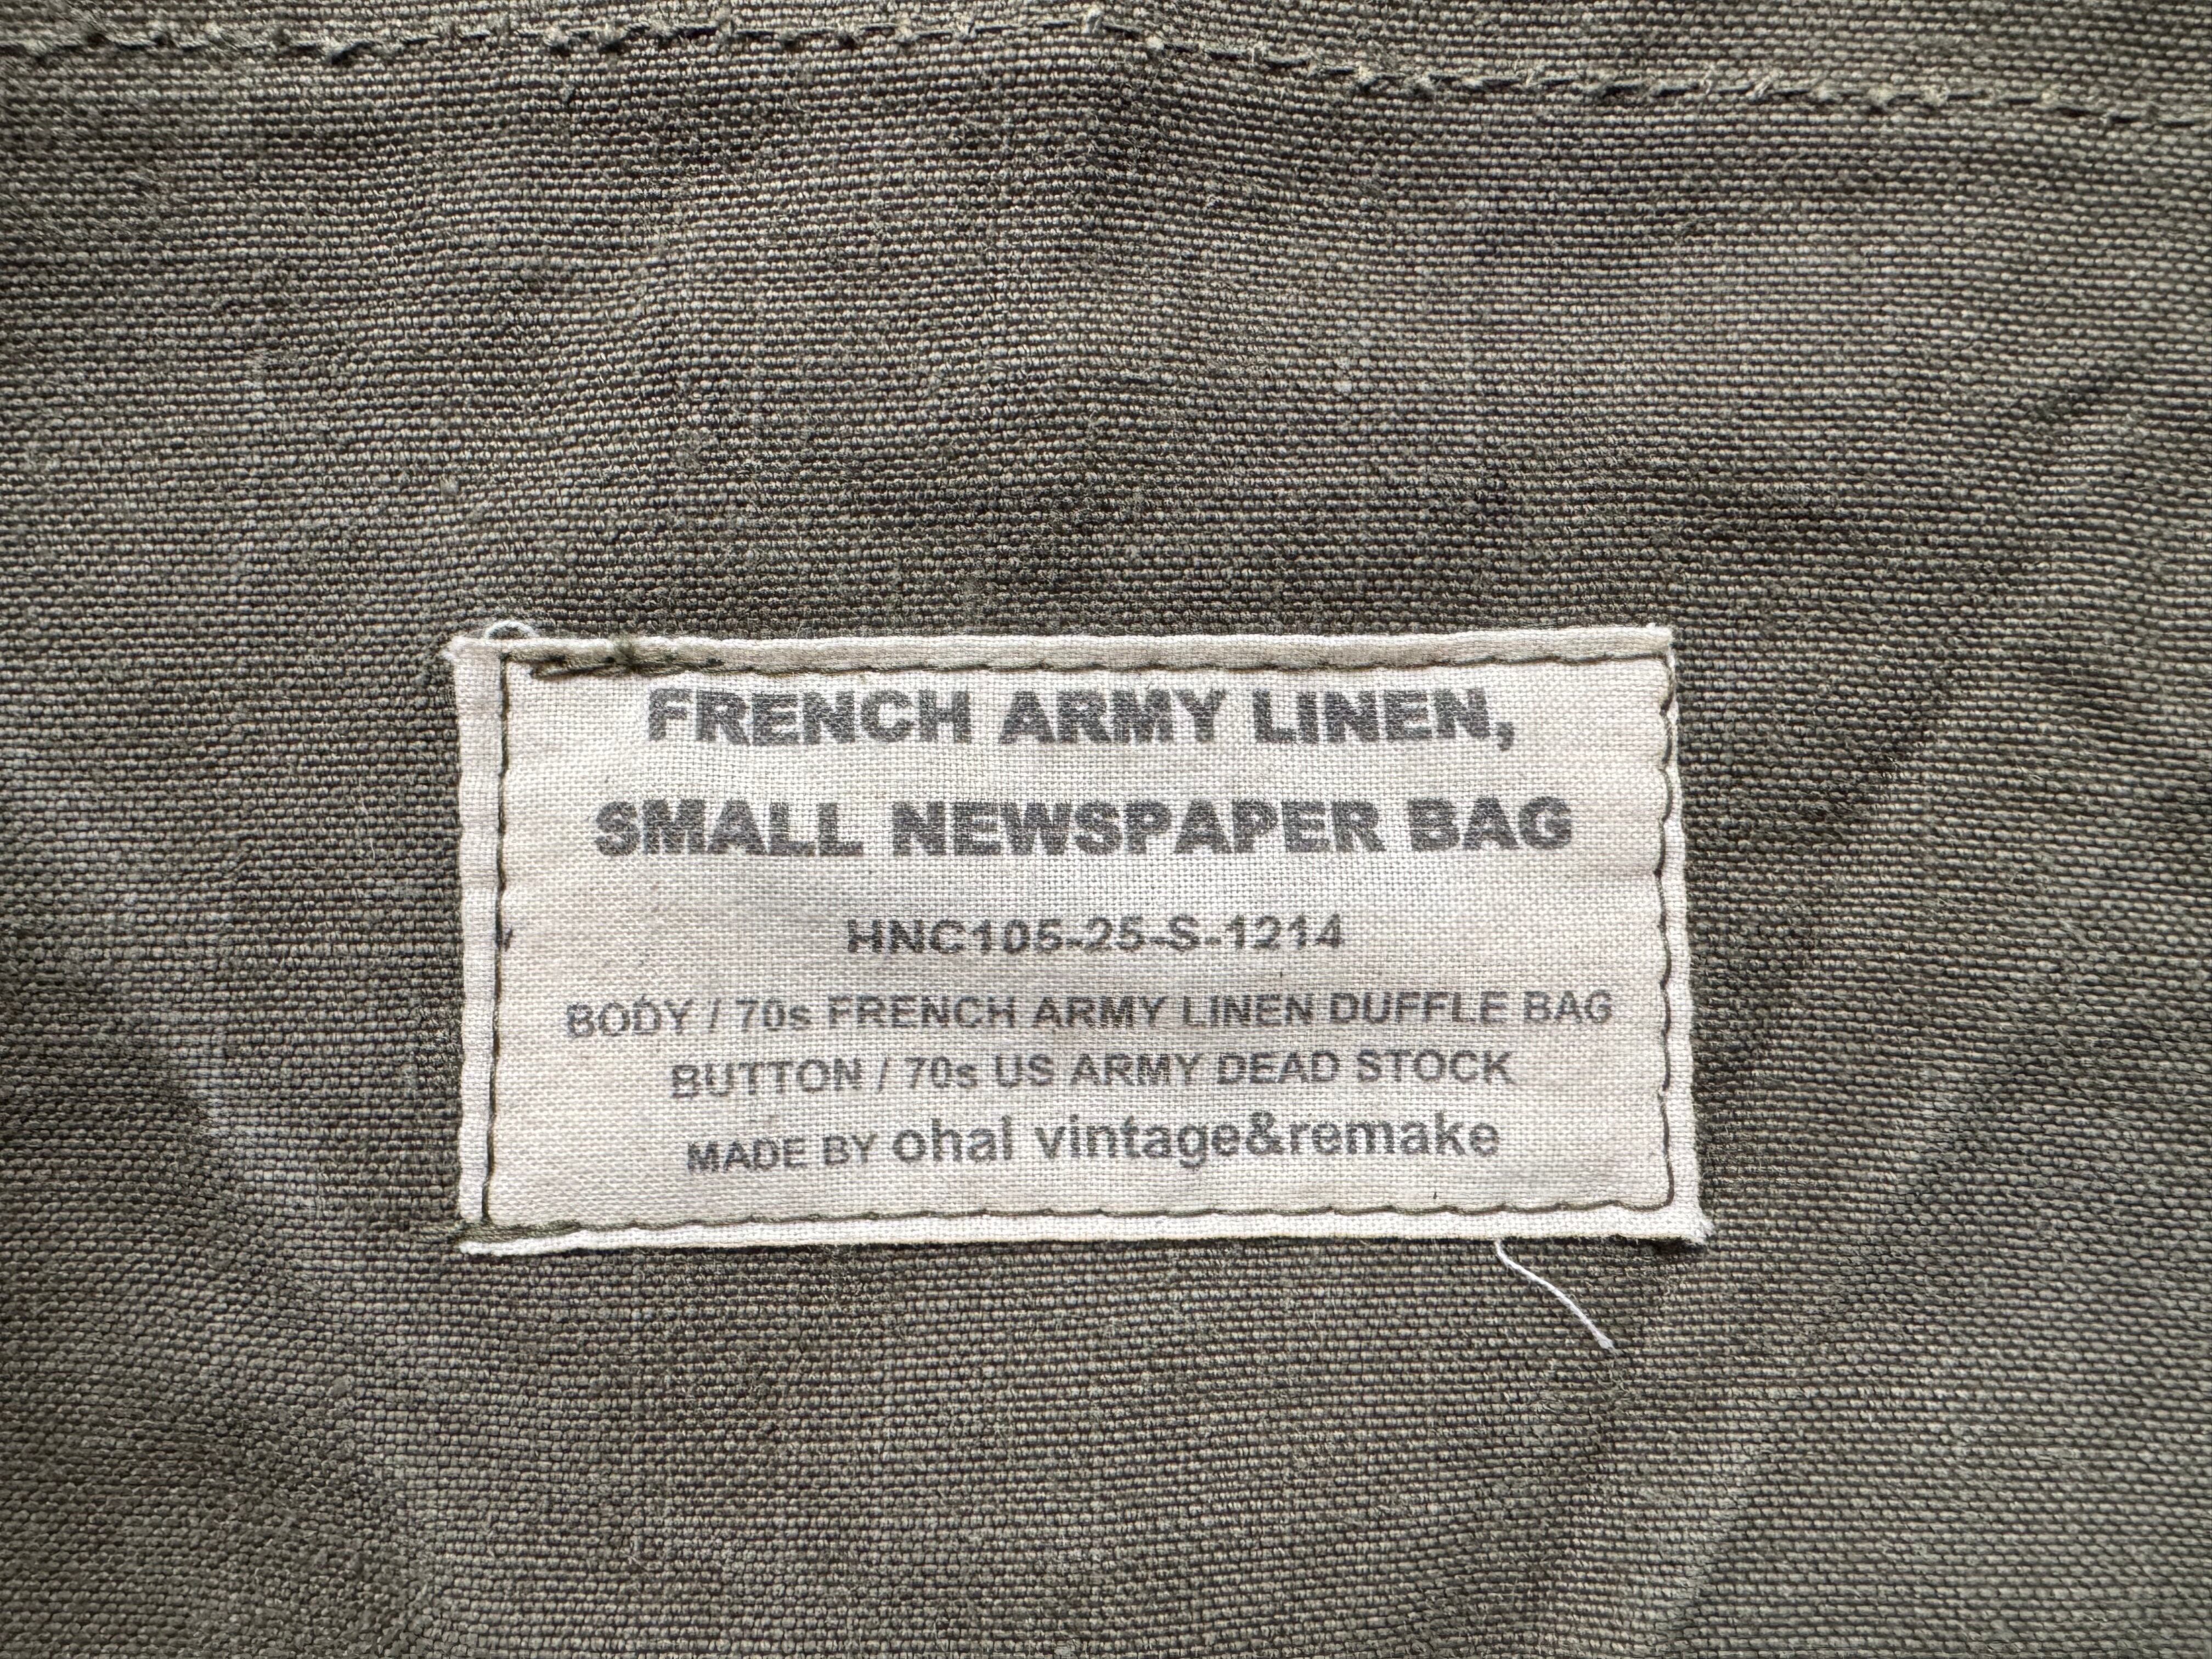 FRENCH ARMY LINEN,
SMALL NEWSPAPER BAG
HNC105-25-S-1214
BODY / 70s FRENCH ARMY LINEN DUFFLE BAG
BUTTON / 70s US ARMY DEAD STOCK
MADE BY ohal vintage&remake